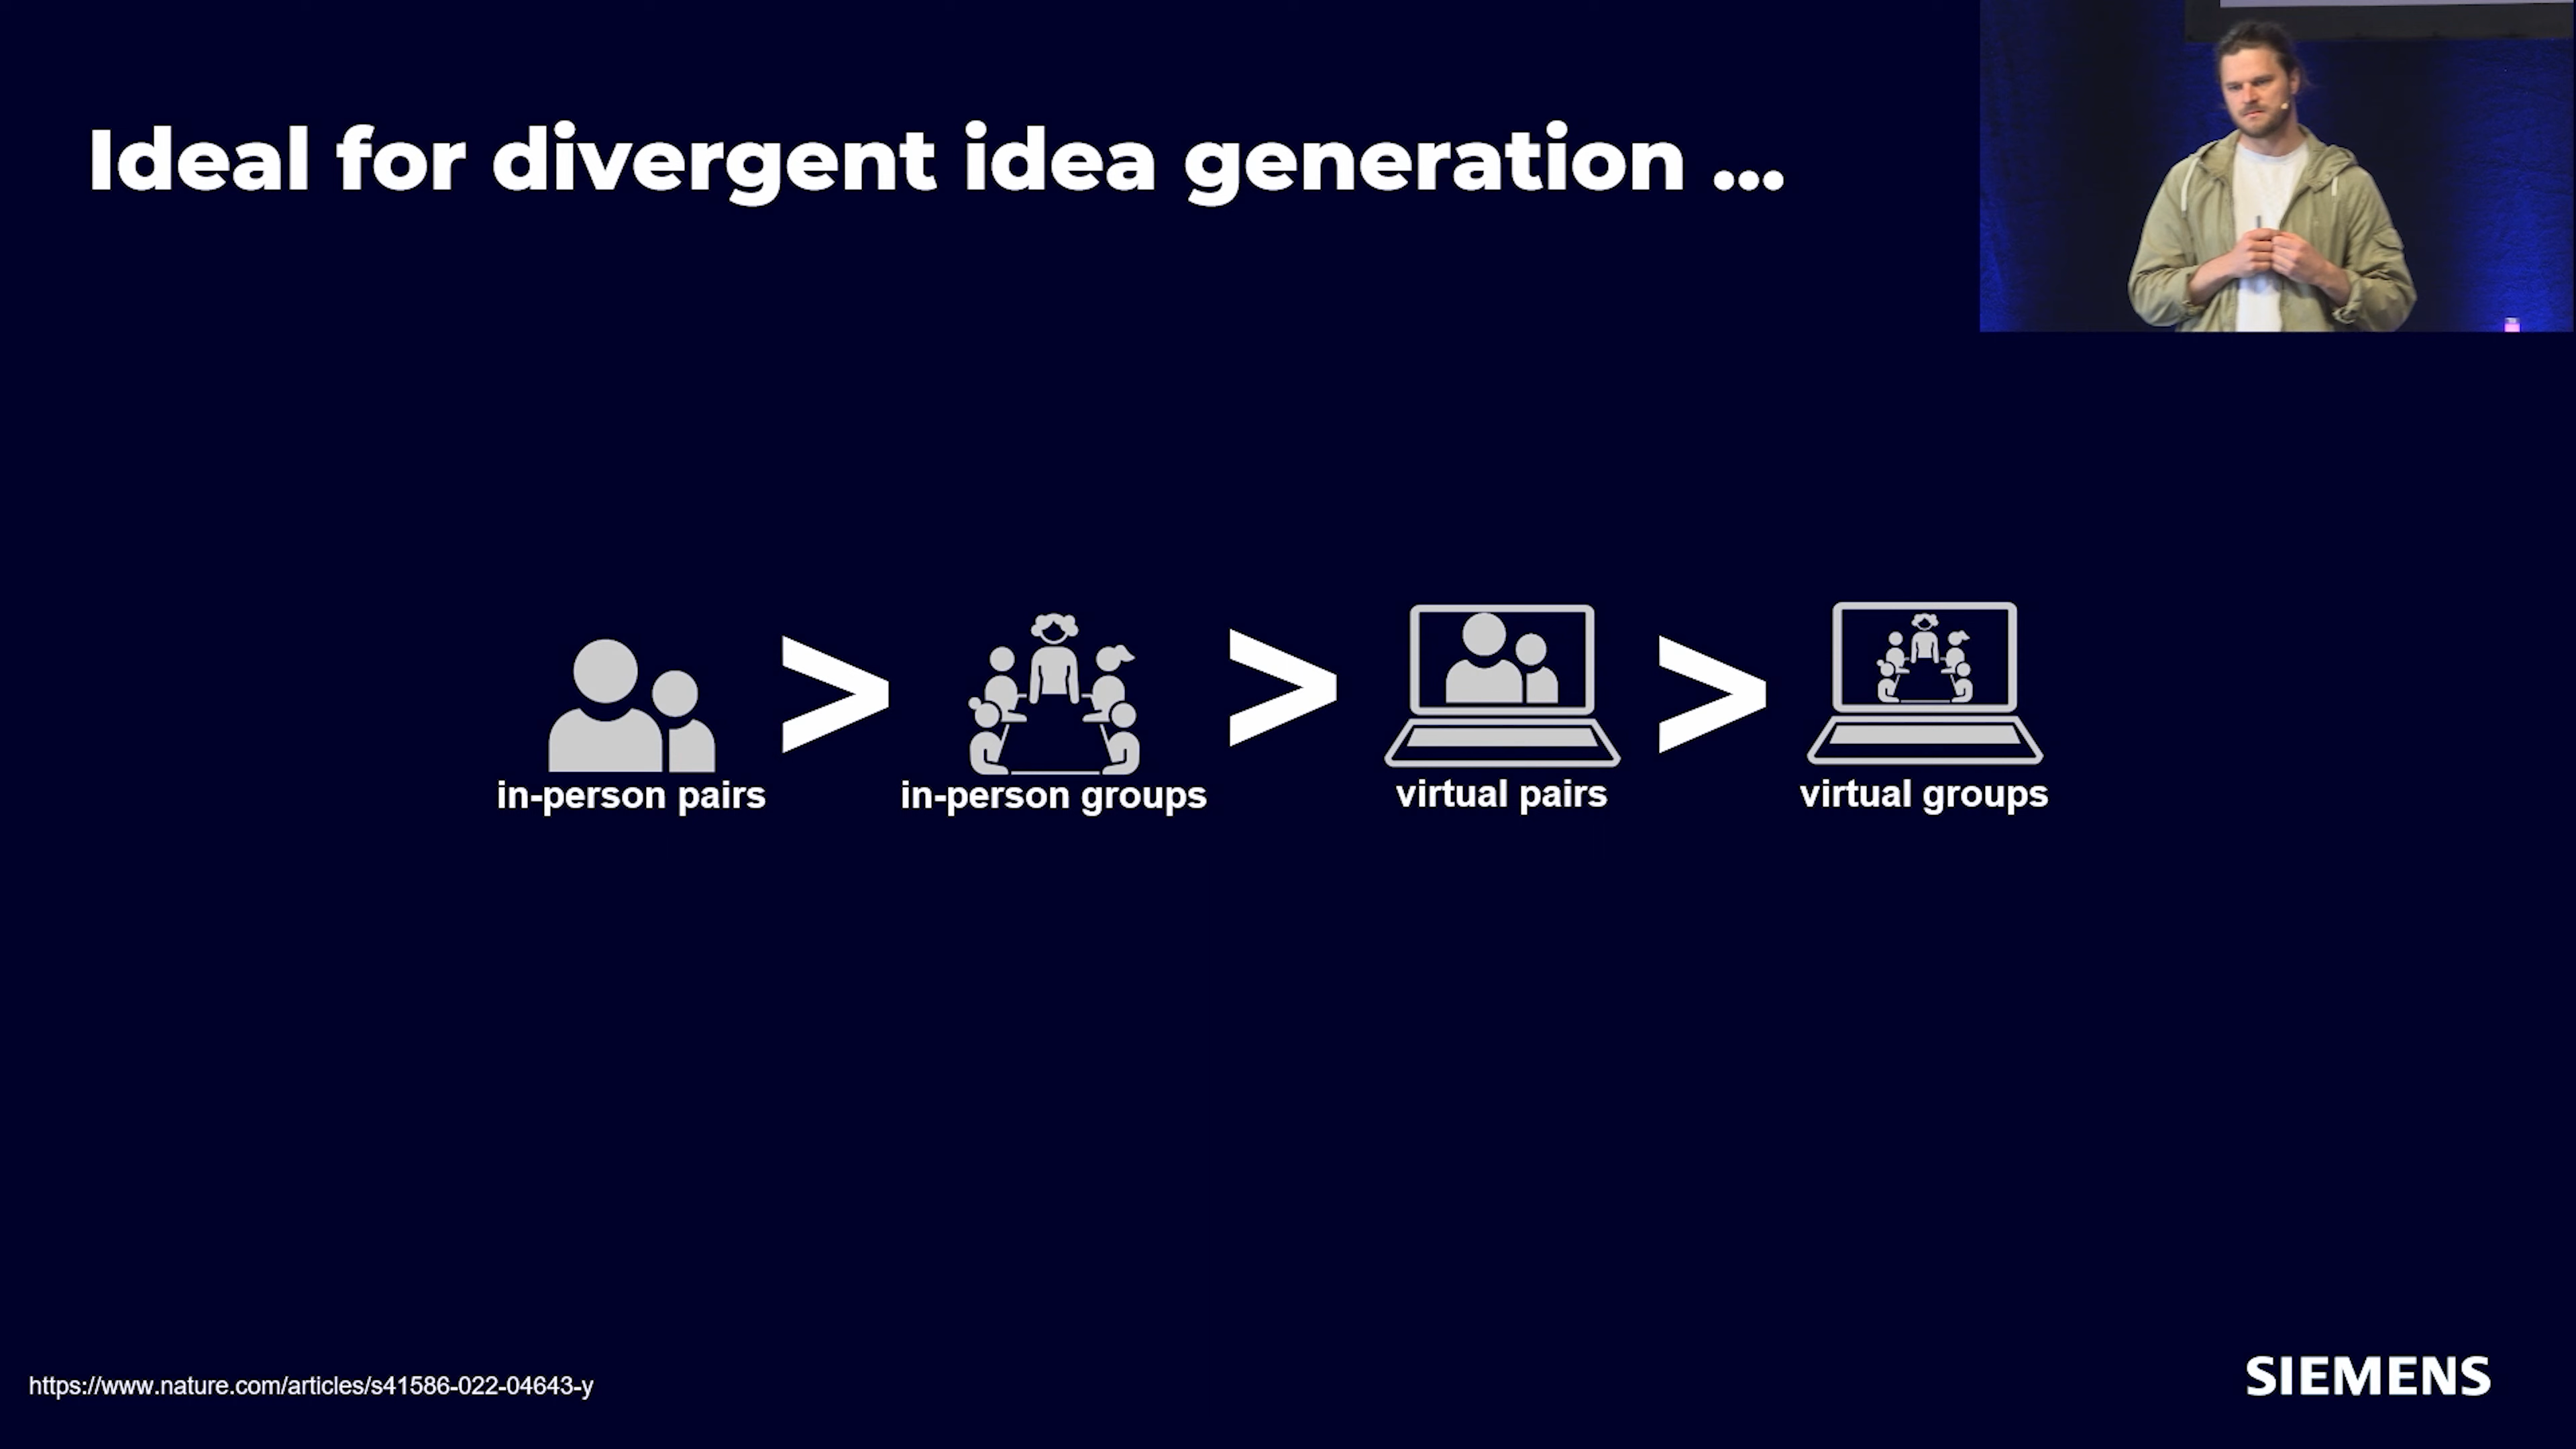 Ideal for divergent idea generation ...
> > >
in-person pairs in-person groups virtual pairs virtual groups
https://www.nature.com/articles/s41586-022-04643-y
SIEMENS